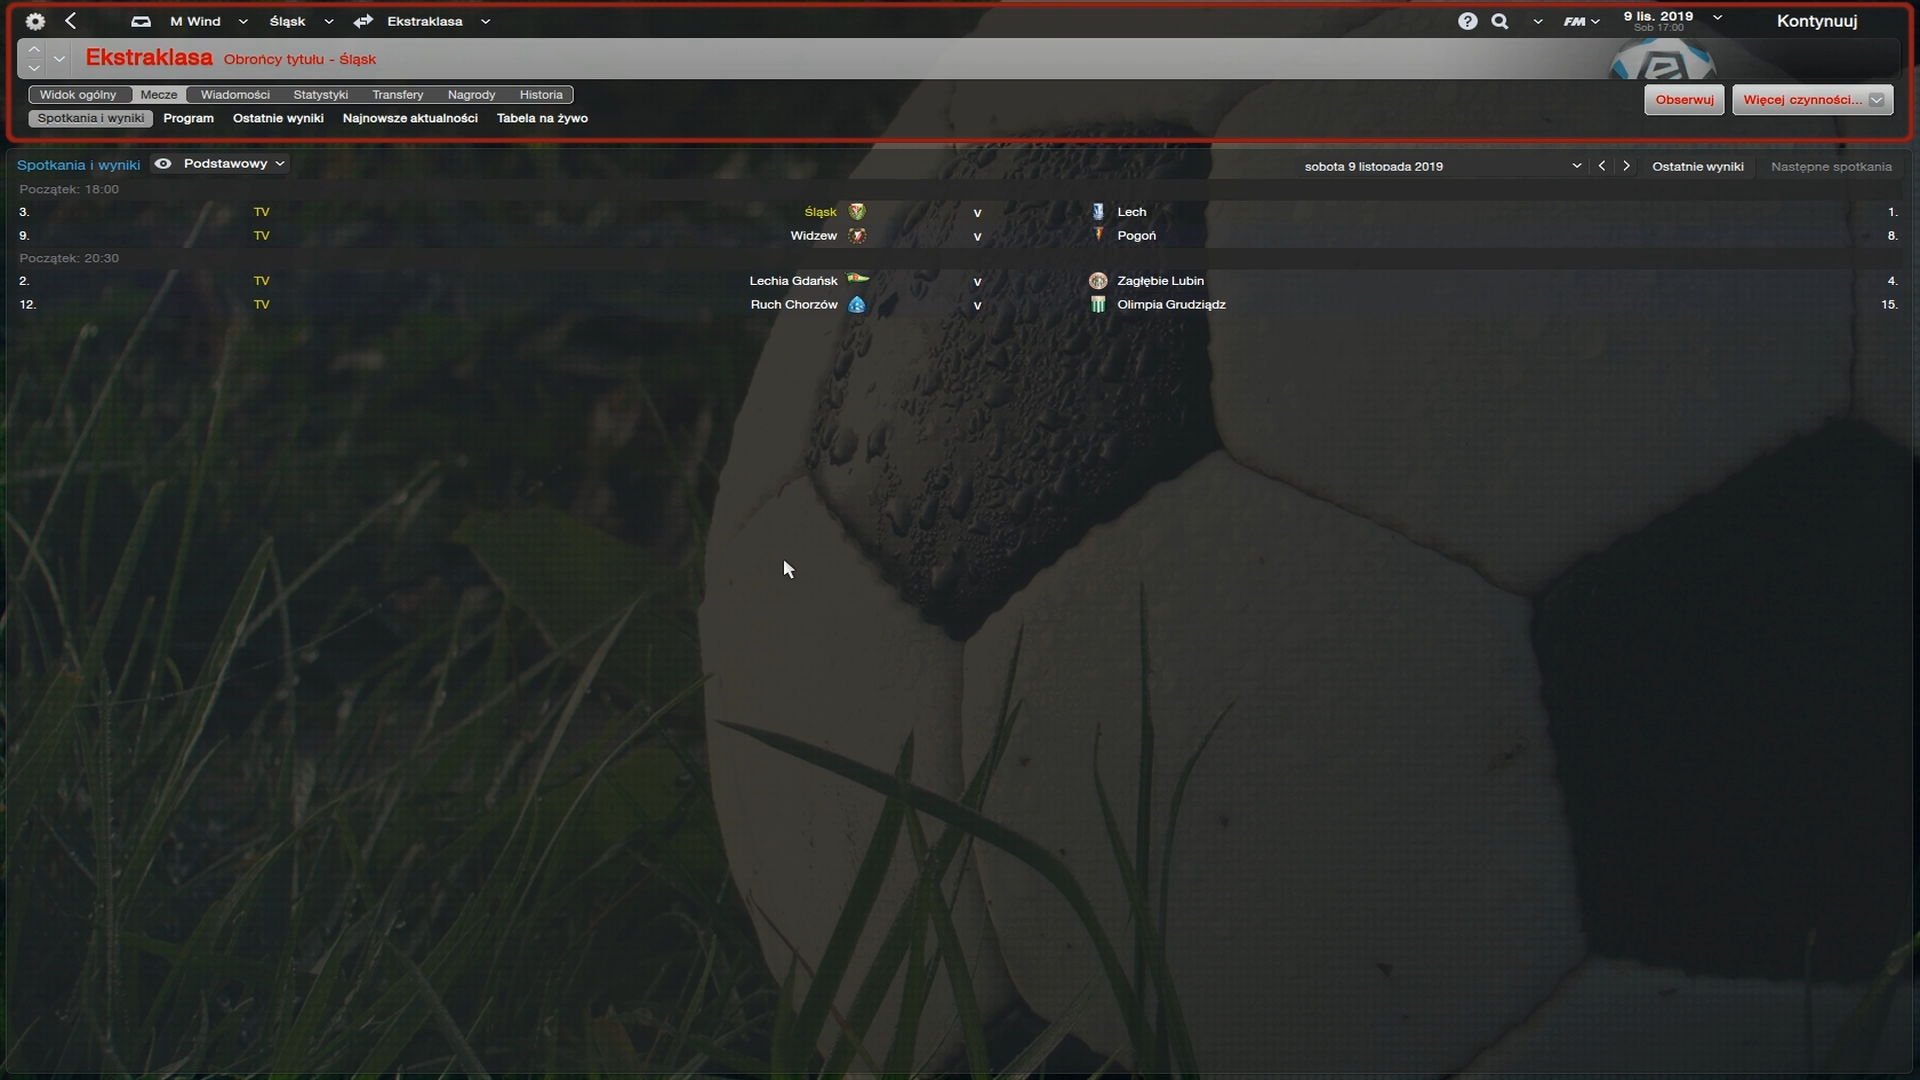 M Wind Śląsk Ekstraklasa ? FM 9 lis. 2019 Kontynuuj
Sob 17:00
Ekstraklasa Obrońcy tytułu - Śląsk
Widok ogólny Mecze Wiadomości Statystyki Transfery Nagrody Historia Obserwuj Więcej czynności...
Spotkania i wyniki Program Ostatnie wyniki Najnowsze aktualności Tabela na żywo
Spotkania i wyniki Podstawowy sobota 9 listopada 2019 Ostatnie wyniki Następne spotkania
Początek: 18:00
3. TV Śląsk v Lech 1.
9. TV Widzew v Pogoń 8.
Początek: 20:30
2. TV Lechia Gdańsk v Zagłębie Lubin 4.
12. TV Ruch Chorzów v Olimpia Grudziądz 15.